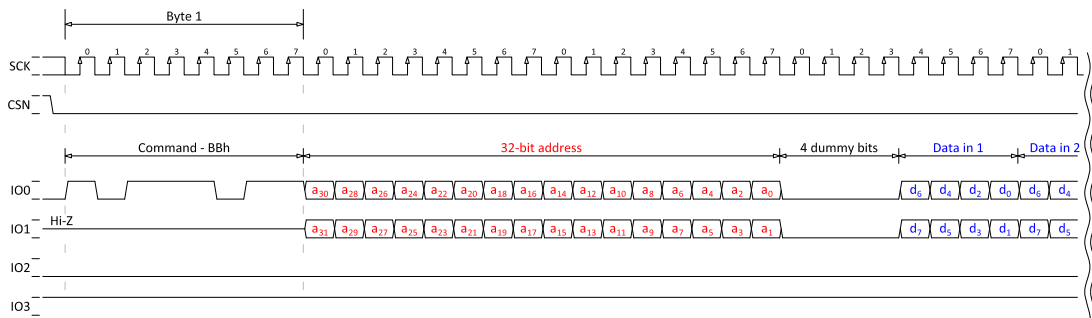 Byte 1
0 1 2 3 4 5 6 7 0 1 2 3 4 5 6 7 0 1 2 3 4 5 6 7 0 1 2 3 4 5 6 7 0 1
SCK
CSN
Command - BBh 32-bit address 4 dummy bits Data in 1 Data in 2
IO0 a30 a28 a26 a24 a22 a20 a18 a16 a14 a12 a10 a8 a6 a4 a2 a0 d6 d4 d2 d0 d6 d4
Hi-Z
IO1 a31 a29 a27 a25 a23 a21 a19 a17 a15 a13 a11 a9 a7 a5 a3 a1 d7 d5 d3 d1 d7 d5
IO2
IO3